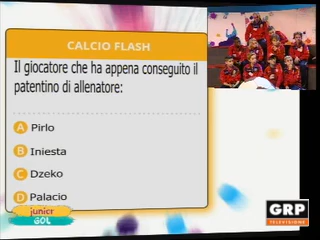 CALCIO FLASH
Il giocatore che ha appena conseguito il
patentino di allenatore:
A Pirlo
B Iniesta
C Dzeko
D Palacio
junior
GOL
GRP
TELEVISIONE